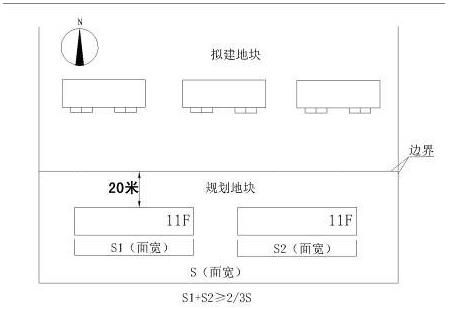 N
拟建地块
边界
20米
规划地块
11F
11F
S1（面宽）
S2（面宽）
S（面宽）
S1+S2≥2/3S